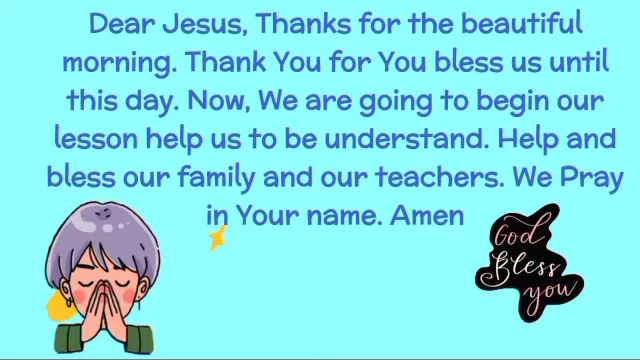 Dear Jesus, Thanks for the beautiful
morning. Thank You for You bless us until
this day. Now, We are going to begin our
lesson help us to be understand. Help and
bless our family and our teachers. We Pray
in Your name. Amen
God
Bless
you